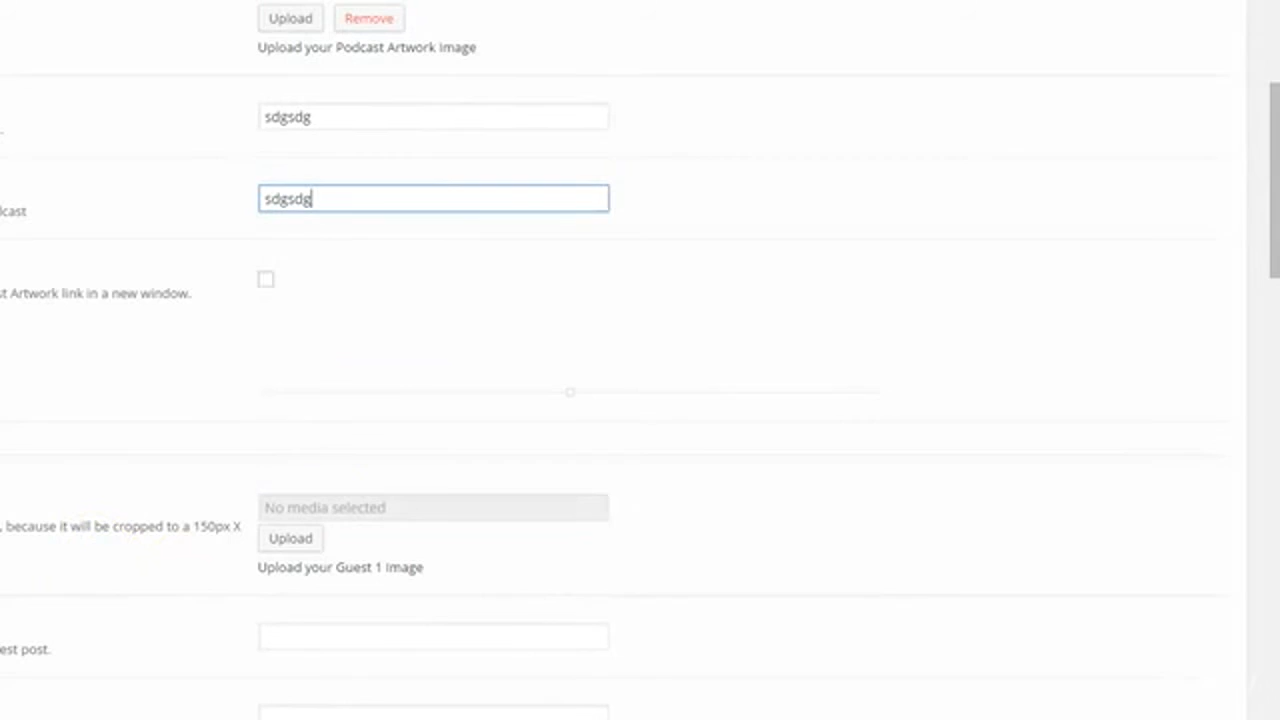 Upload Remove
Upload your Podcast Artwork Image
sdgsdg
sdgsdg
dcast
st Artwork link in a new window.
No media selected
, because it will be cropped to a 150px X
Upload
Upload your Guest 1 Image
est post.